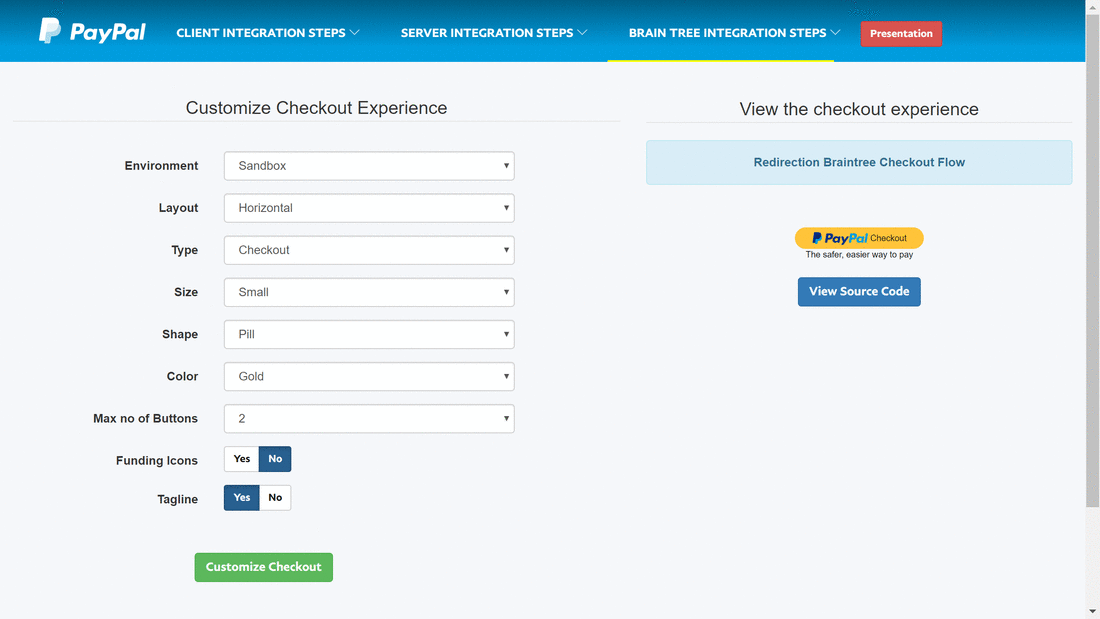 PayPal
CLIENT INTEGRATION STEPS
SERVER INTEGRATION STEPS
BRAIN TREE INTEGRATION STEPS
Presentation
Customize Checkout Experience
Environment
Sandbox
Layout
Horizontal
Type
Checkout
Size
Small
Shape
Pill
Color
Gold
Max no of Buttons
2
Funding Icons
Yes No
Tagline
Yes No
Customize Checkout
View the checkout experience
Redirection Braintree Checkout Flow
PayPal Checkout
The safer, easier way to pay
View Source Code